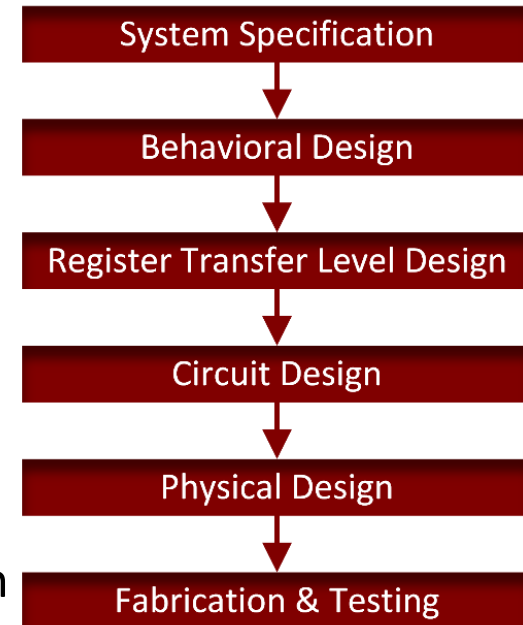 System Specification
Behavioral Design
Register Transfer Level Design
Circuit Design
Physical Design
Fabrication & Testing